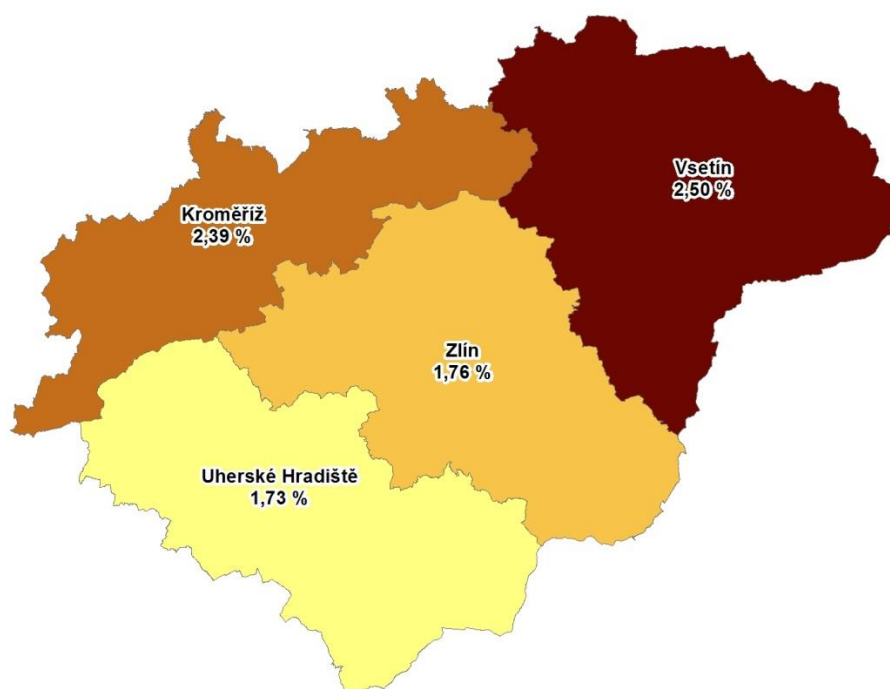 Vsetín
2,50 %
Kroměříž
2,39 %
Zlín
1,76 %
Uherské Hradiště
1,73 %